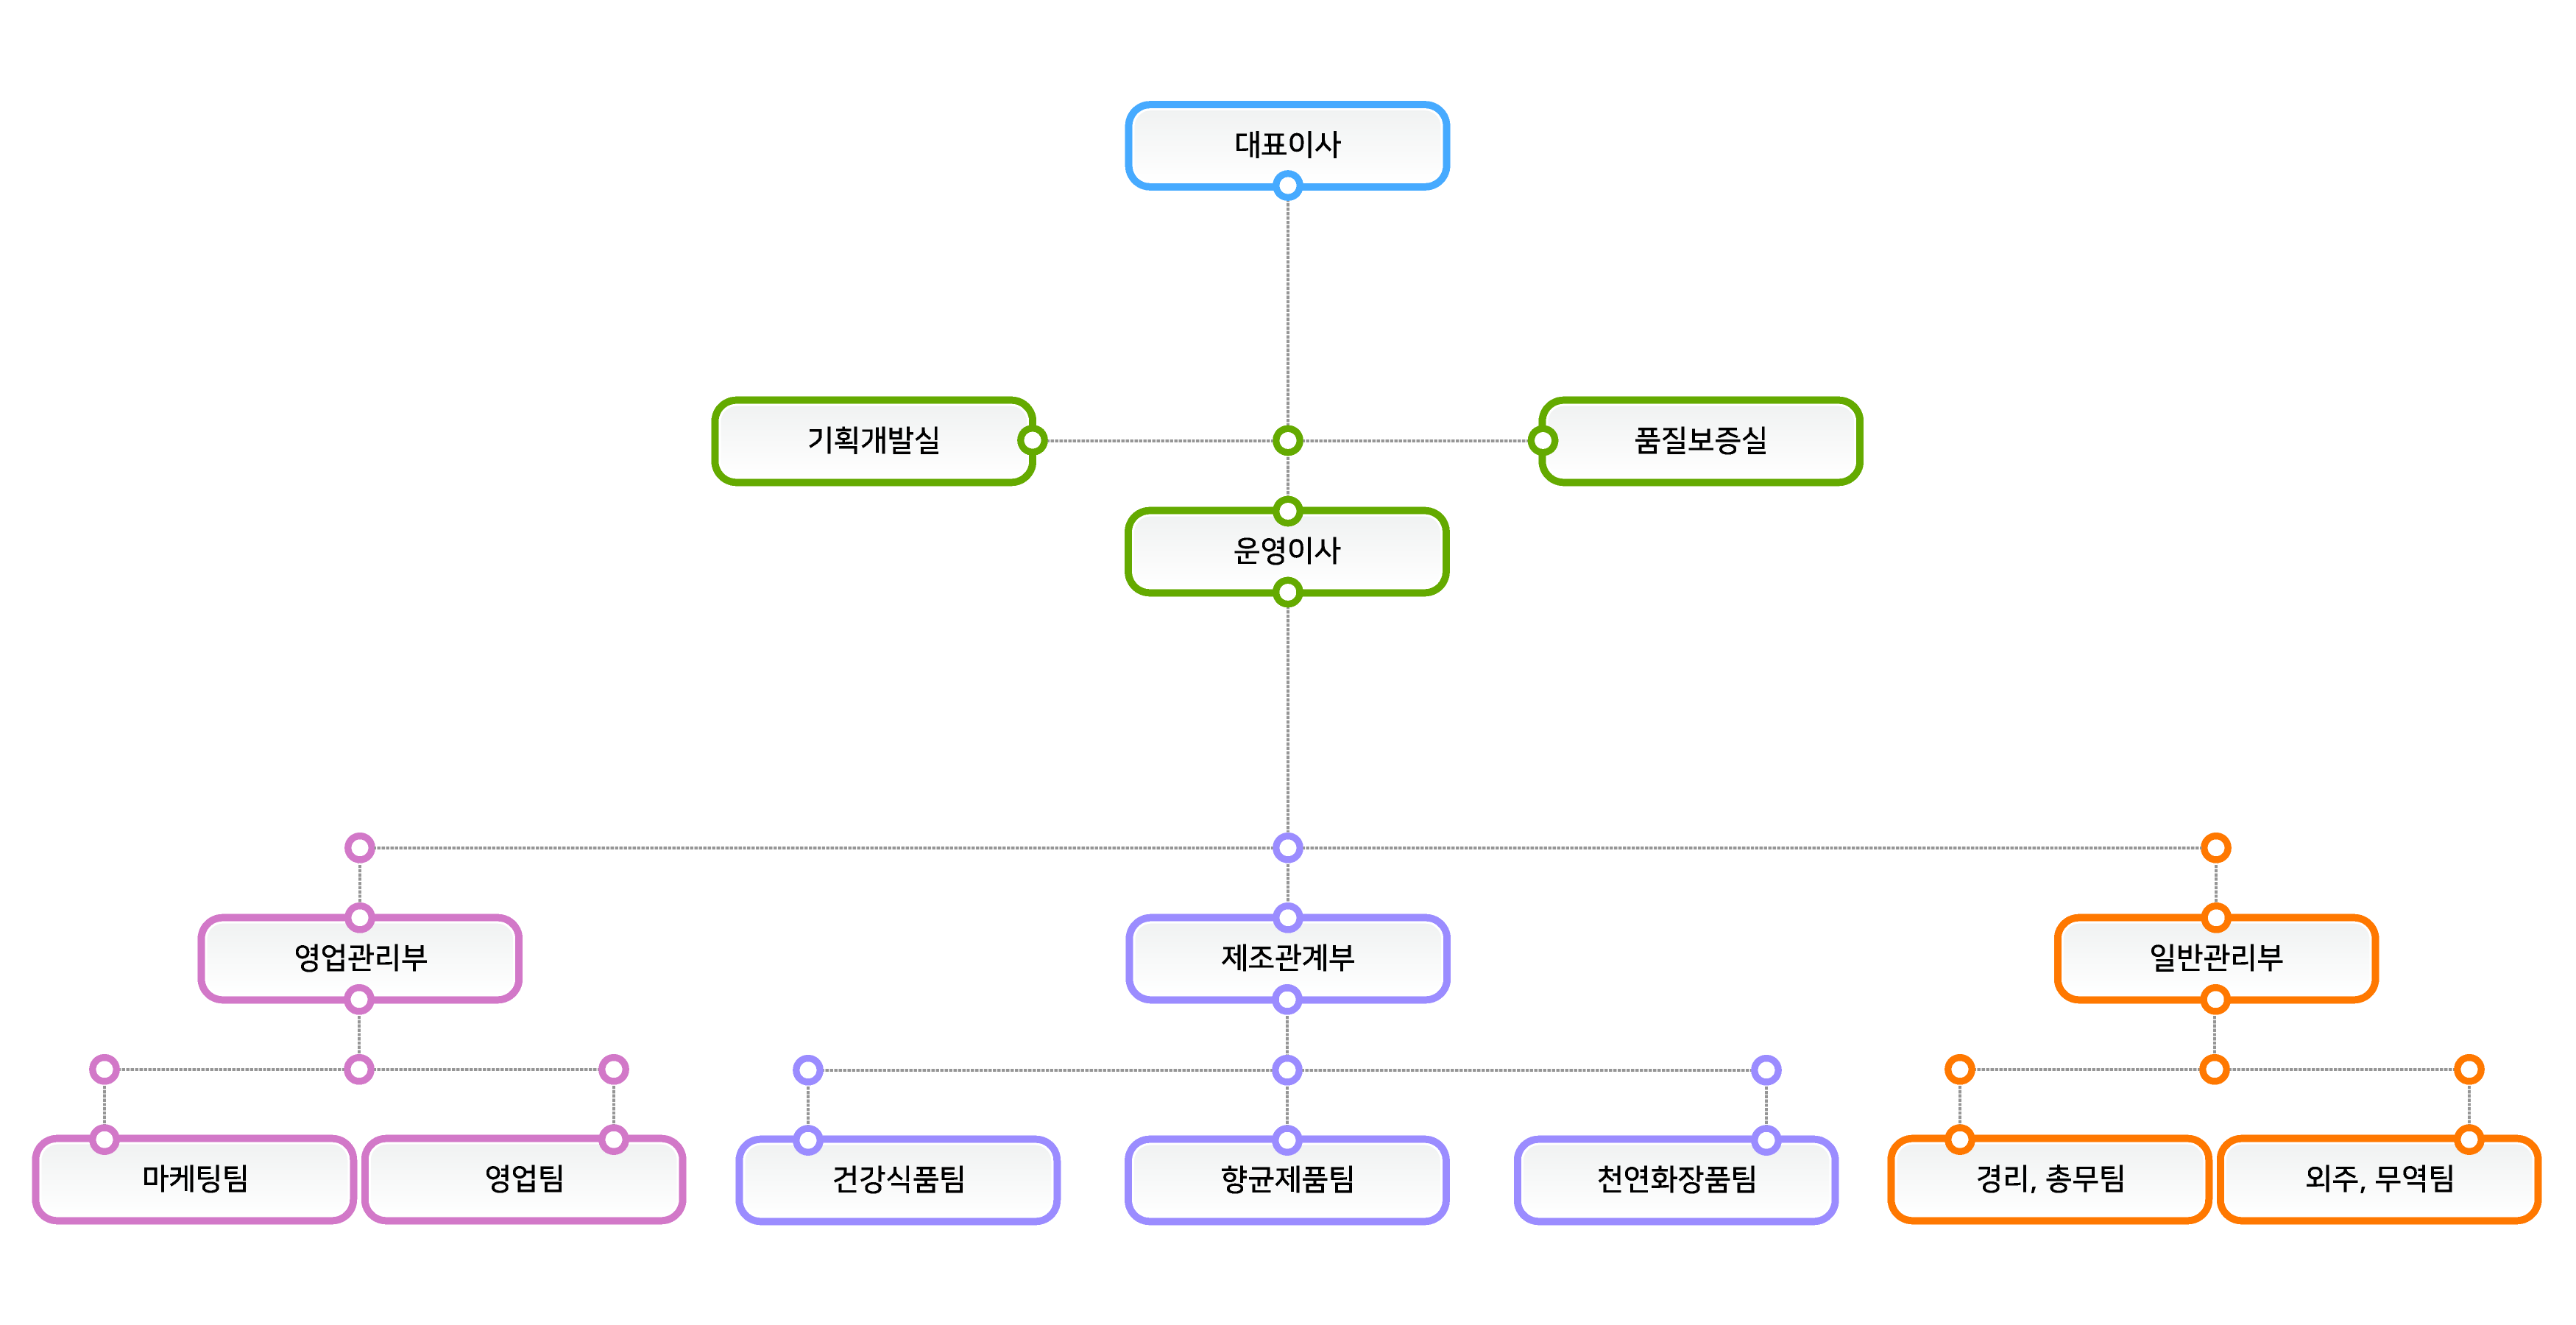 대표이사
기획개발실
품질보증실
운영이사
영업관리부
제조관계부
일반관리부
마케팅팀
영업팀
건강식품팀
향균제품팀
천연화장품팀
경리, 총무팀
외주, 무역팀